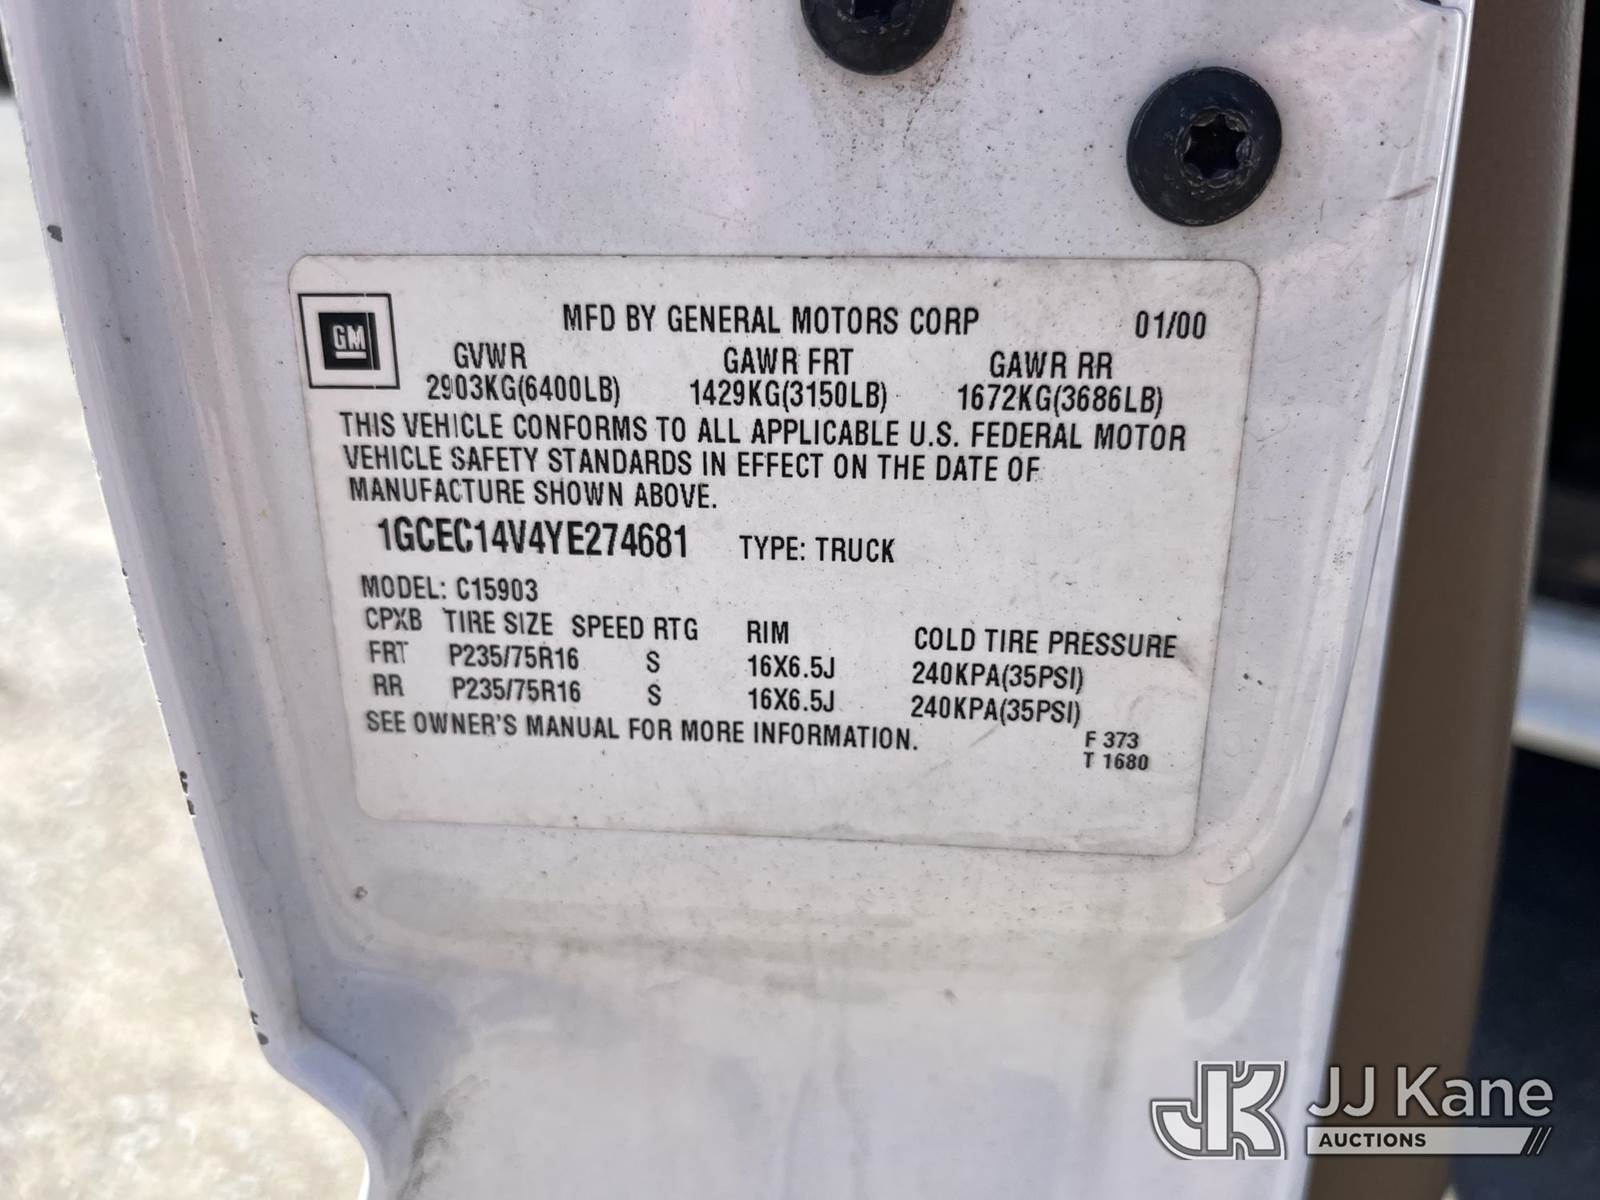 GM
MFD BY GENERAL MOTORS CORP 01/00
GVWR GAWR FRT GAWR RR
2903KG(6400LB) 1429KG(3150LB) 1672KG(3686LB)
THIS VEHICLE CONFORMS TO ALL APPLICABLE U.S. FEDERAL MOTOR
VEHICLE SAFETY STANDARDS IN EFFECT ON THE DATE OF
MANUFACTURE SHOWN ABOVE.
1GCEC14V4YE274681 TYPE: TRUCK
MODEL: C15903
CPXB TIRE SIZE SPEED RTG RIM COLD TIRE PRESSURE
FRT P235/75R16 S 16X6.5J 240KPA(35PSI)
RR P235/75R16 S 16X6.5J 240KPA(35PSI)
SEE OWNER'S MANUAL FOR MORE INFORMATION.
F 373
T 1680
JK JJ Kane
AUCTIONS